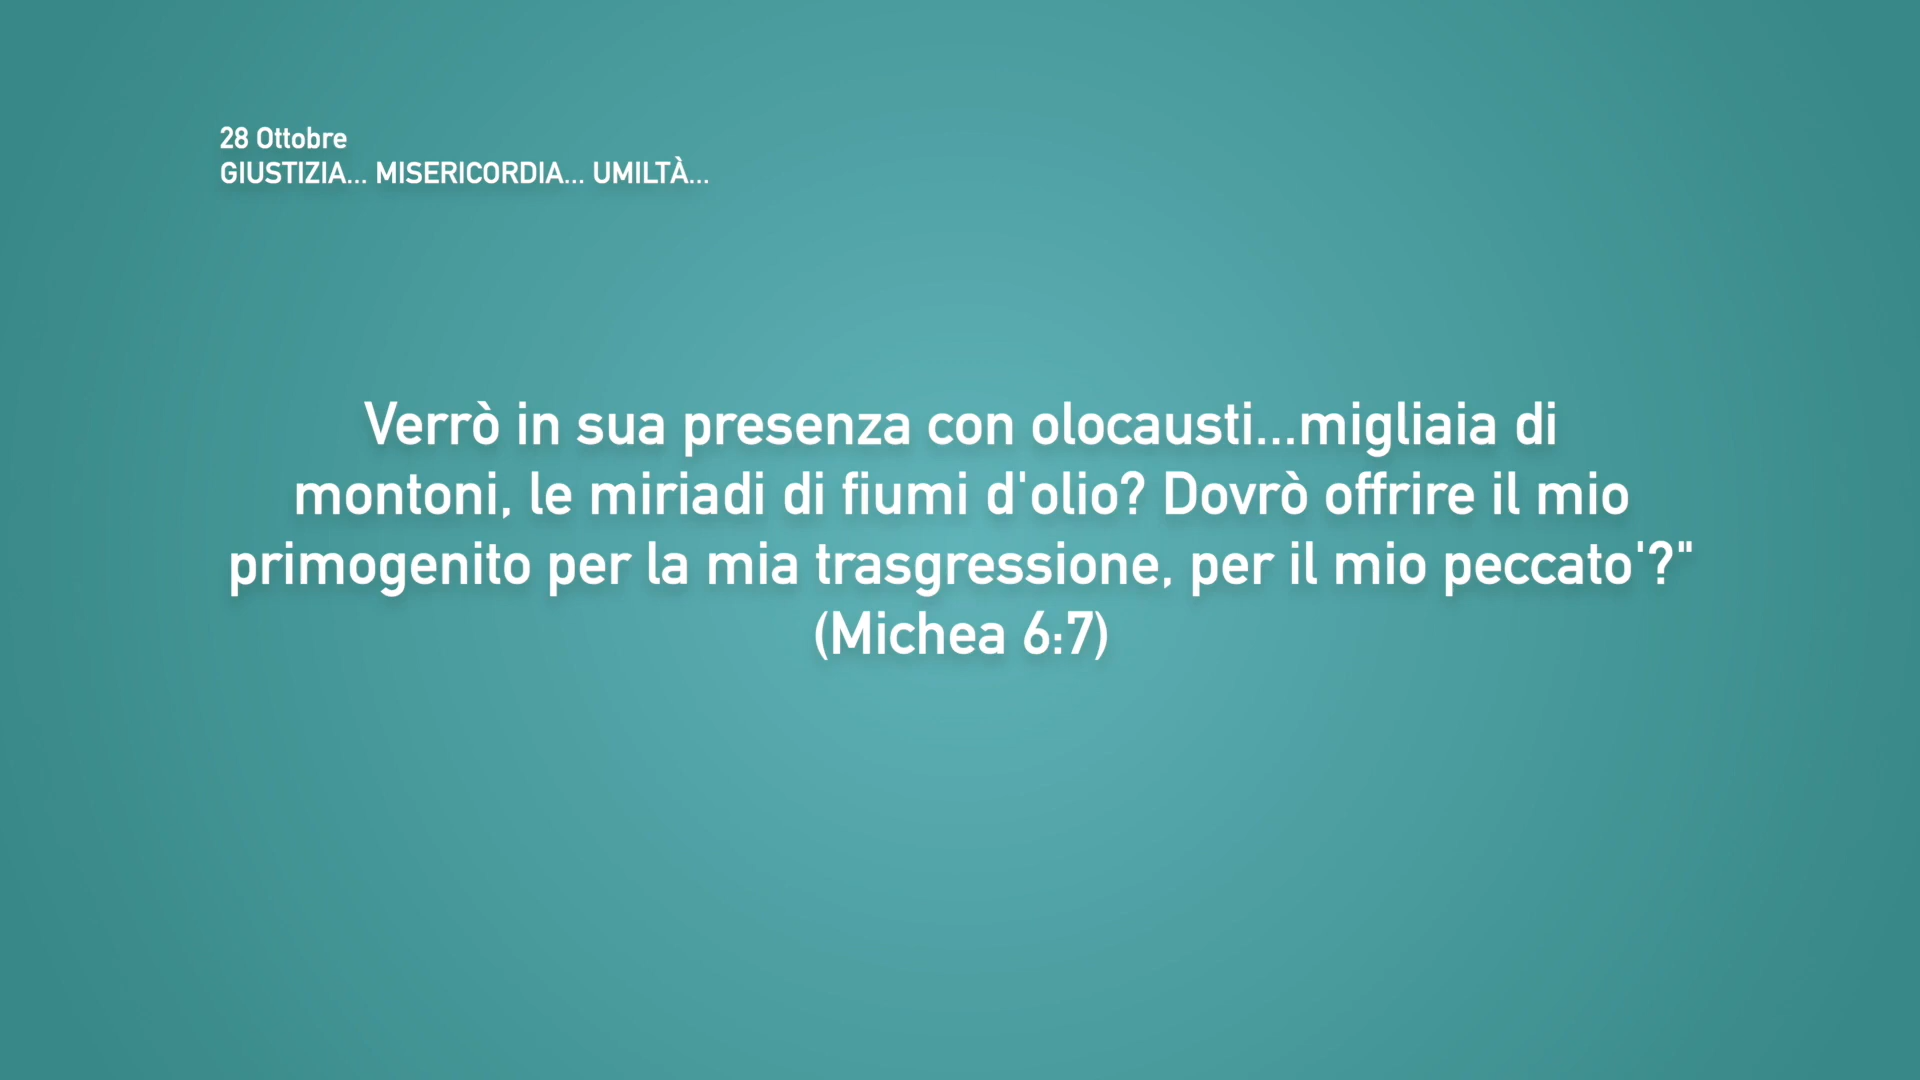 28 Ottobre
GIUSTIZIA... MISERICORDIA... UMILTÀ...
Verrò in sua presenza con olocausti...migliaia di
montoni, le miriadi di fiumi d'olio? Dovrò offrire il mio
primogenito per la mia trasgressione, per il mio peccato'?"
(Michea 6:7)